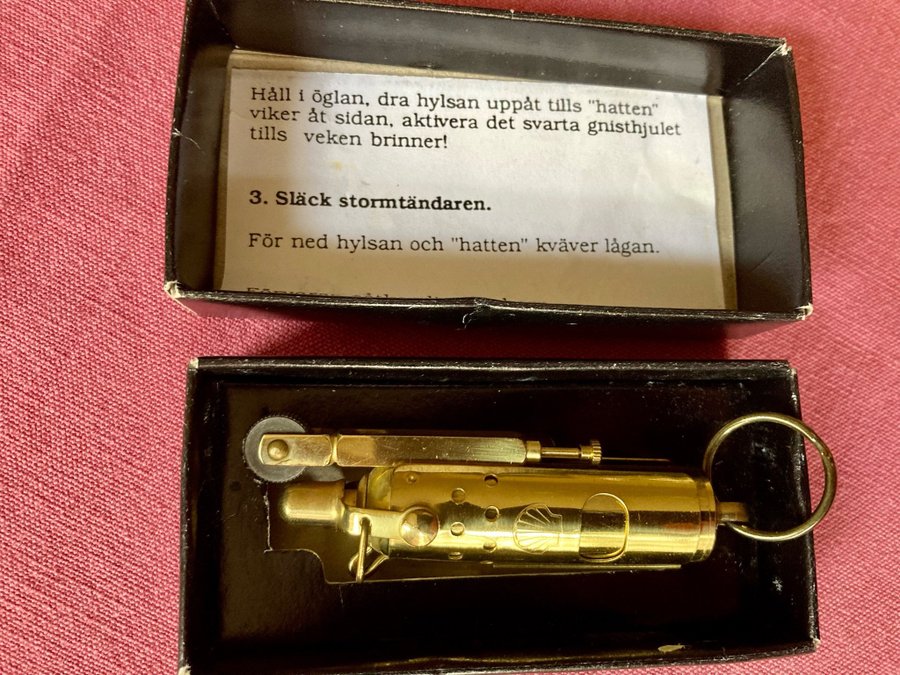 Håll i öglan, dra hylsan uppåt tills "hatten"
viker åt sidan, aktivera det svarta gnisthjulet
tills veken brinner!
3. Släck stormtändaren.
För ned hylsan och "hatten" kväver lågan.